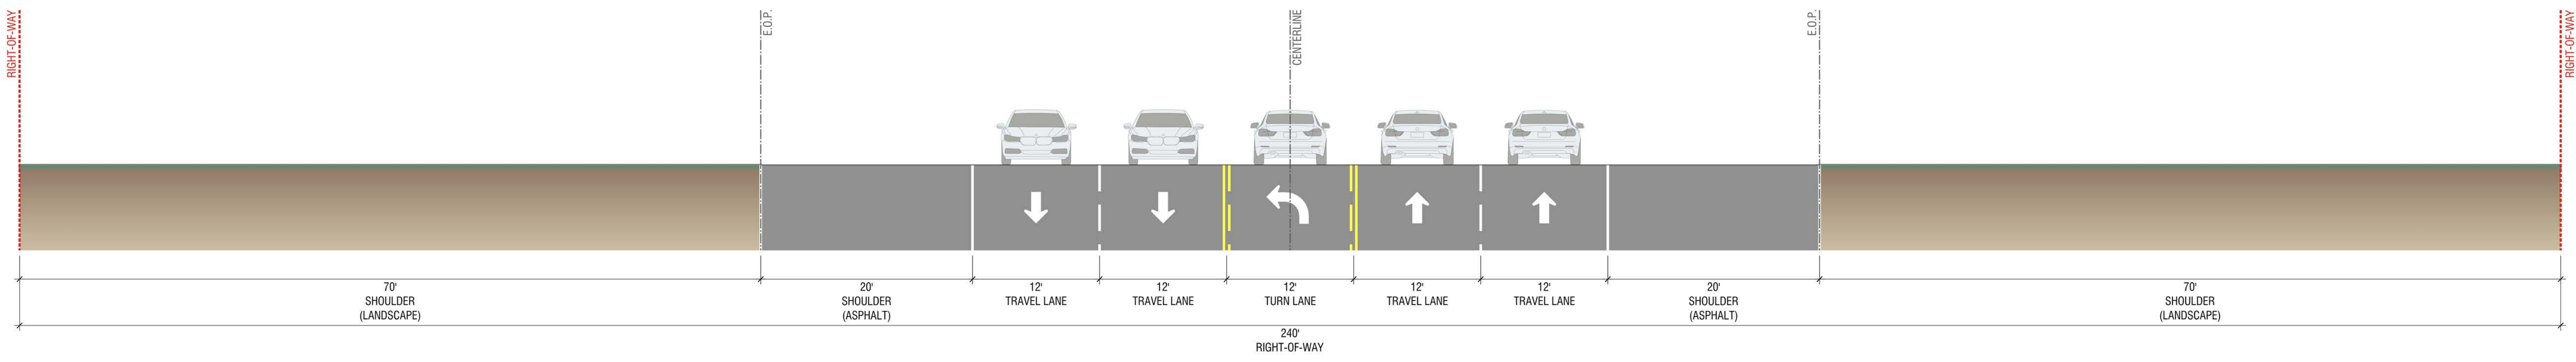 RIGHT-OF-WAY
E.O.P.
CENTERLINE
E.O.P.
RIGHT-OF-WAY
70'
SHOULDER
(LANDSCAPE)
20'
SHOULDER
(ASPHALT)
12'
TRAVEL LANE
12'
TRAVEL LANE
12'
TURN LANE
12'
TRAVEL LANE
12'
TRAVEL LANE
20'
SHOULDER
(ASPHALT)
70'
SHOULDER
(LANDSCAPE)
240'
RIGHT-OF-WAY